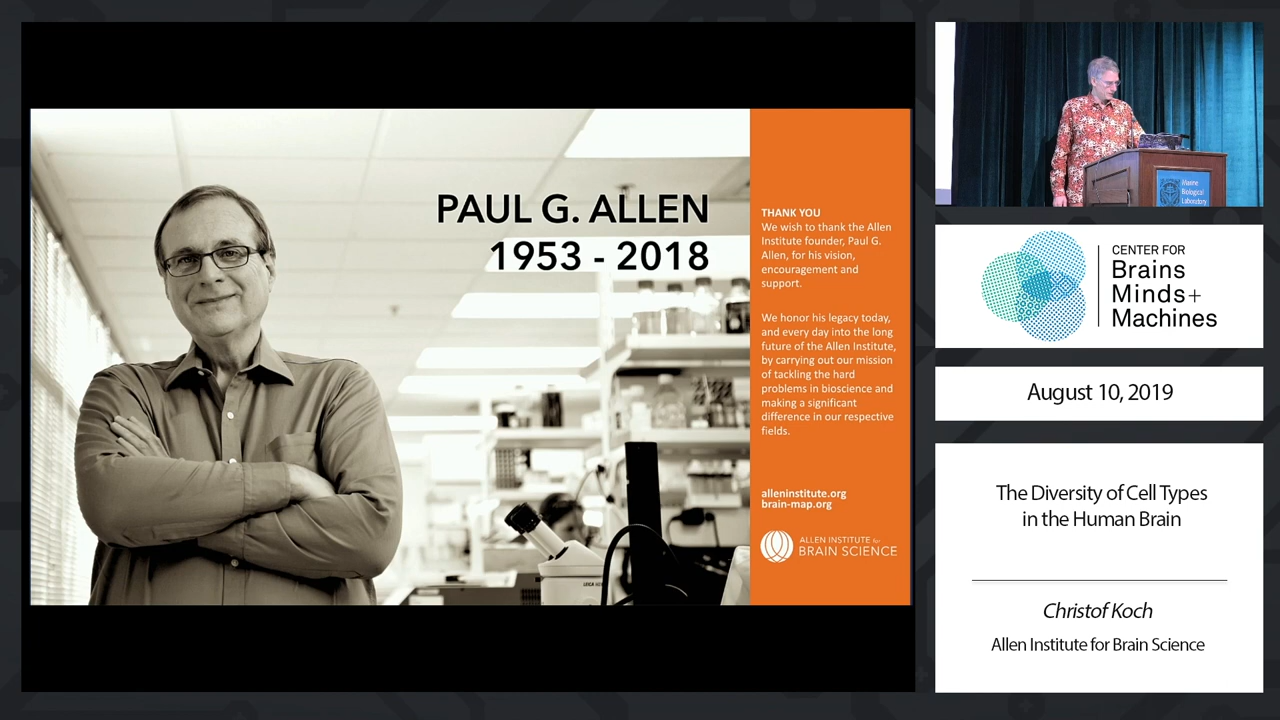 PAUL G. ALLEN
1953 - 2018
THANK YOU
We wish to thank the Allen
Institute founder, Paul G.
Allen, for his vision,
encouragement and
support.
We honor his legacy today,
and every day into the long
future of the Allen Institute,
by carrying out our mission
of tackling the hard
problems in bioscience and
making a significant
difference in our respective
fields.
alleninstitute.org
brain-map.org
ALLEN INSTITUTE for
BRAIN SCIENCE
Marine
Biological
Laboratory
CENTER FOR
Brains
Minds+
Machines
August 10, 2019
The Diversity of Cell Types
in the Human Brain
Christof Koch
Allen Institute for Brain Science